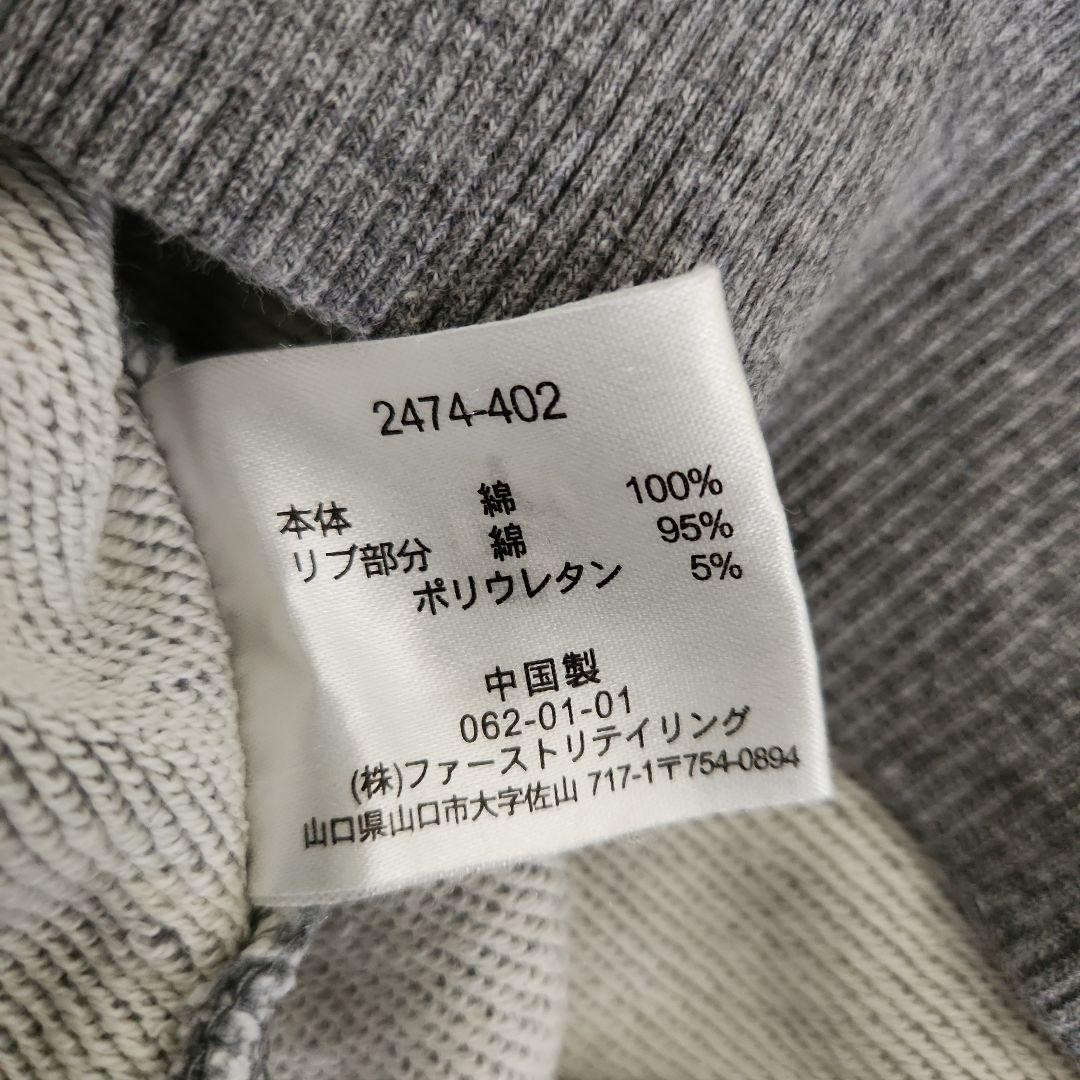 2474-402
本体 綿 100%
リブ部分 綿 95%
ポリウレタン 5%
中国製
062-01-01
(株)ファーストリテイリング
山口県山口市大字佐山 717-1〒754-0894